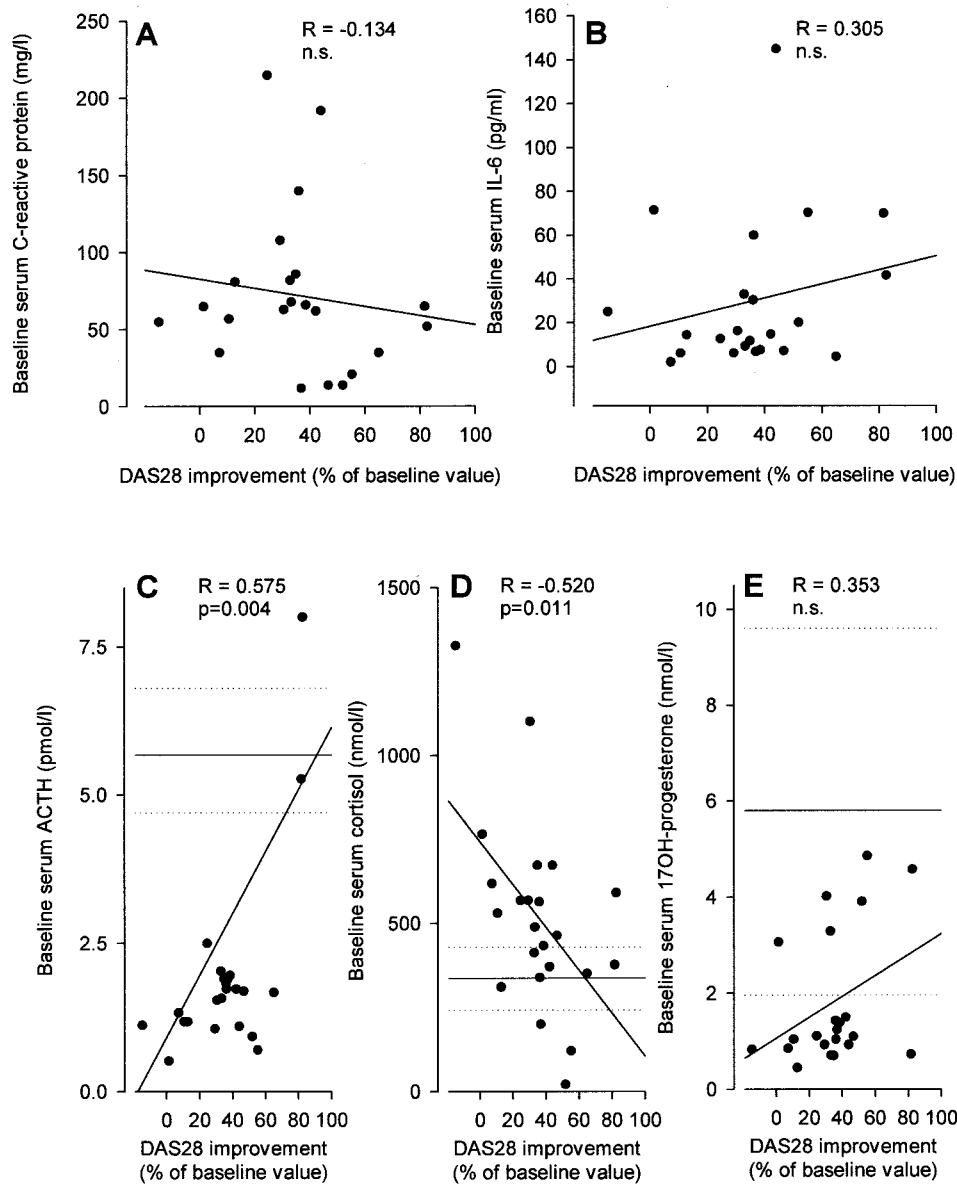 A
R = -0.134
n.s.
Baseline serum C-reactive protein (mg/l)
250
200
150
100
50
0
0 20 40 60 80 100
DAS28 improvement (% of baseline value)
B
R = 0.305
n.s.
Baseline serum IL-6 (pg/ml)
160
140
120
100
80
60
40
20
0
0 20 40 60 80 100
DAS28 improvement (% of baseline value)
C
R = 0.575
p=0.004
Baseline serum ACTH (pmol/l)
7.5
5.0
2.5
0.0
0 20 40 60 80 100
DAS28 improvement
(% of baseline value)
D
R = -0.520
p=0.011
Baseline serum cortisol (nmol/l)
1500
1000
500
0
0 20 40 60 80 100
DAS28 improvement
(% of baseline value)
E
R = 0.353
n.s.
Baseline serum 17OH-progesterone (nmol/l)
10
8
6
4
2
0
0 20 40 60 80 100
DAS28 improvement
(% of baseline value)